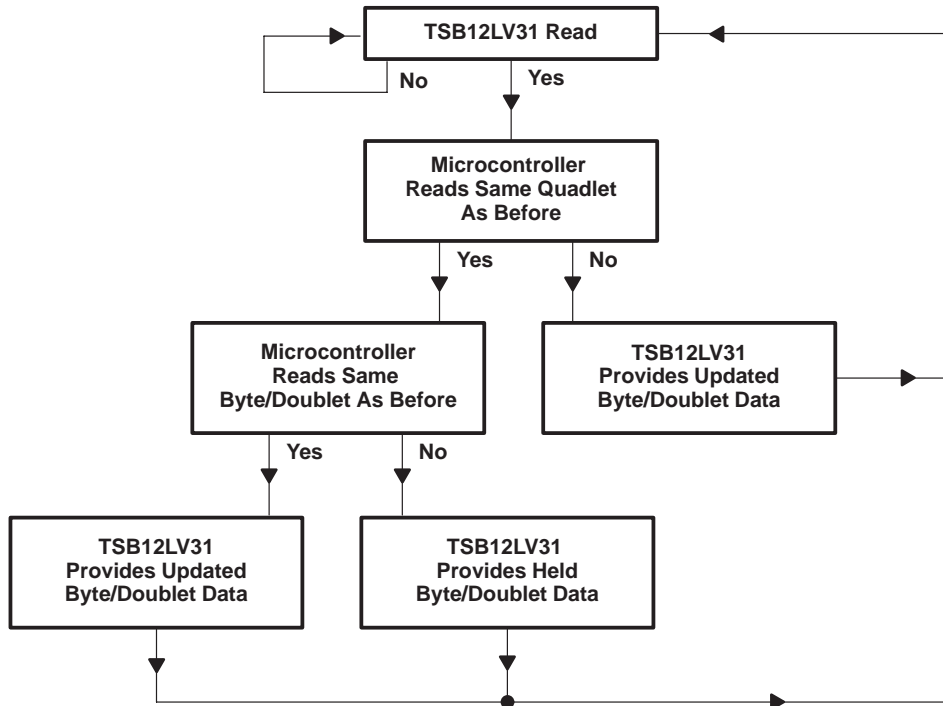 TSB12LV31 Read
No
Yes
Microcontroller
Reads Same Quadlet
As Before
Yes
No
Microcontroller
Reads Same
Byte/Doublet As Before
TSB12LV31
Provides Updated
Byte/Doublet Data
Yes
No
TSB12LV31
Provides Updated
Byte/Doublet Data
TSB12LV31
Provides Held
Byte/Doublet Data